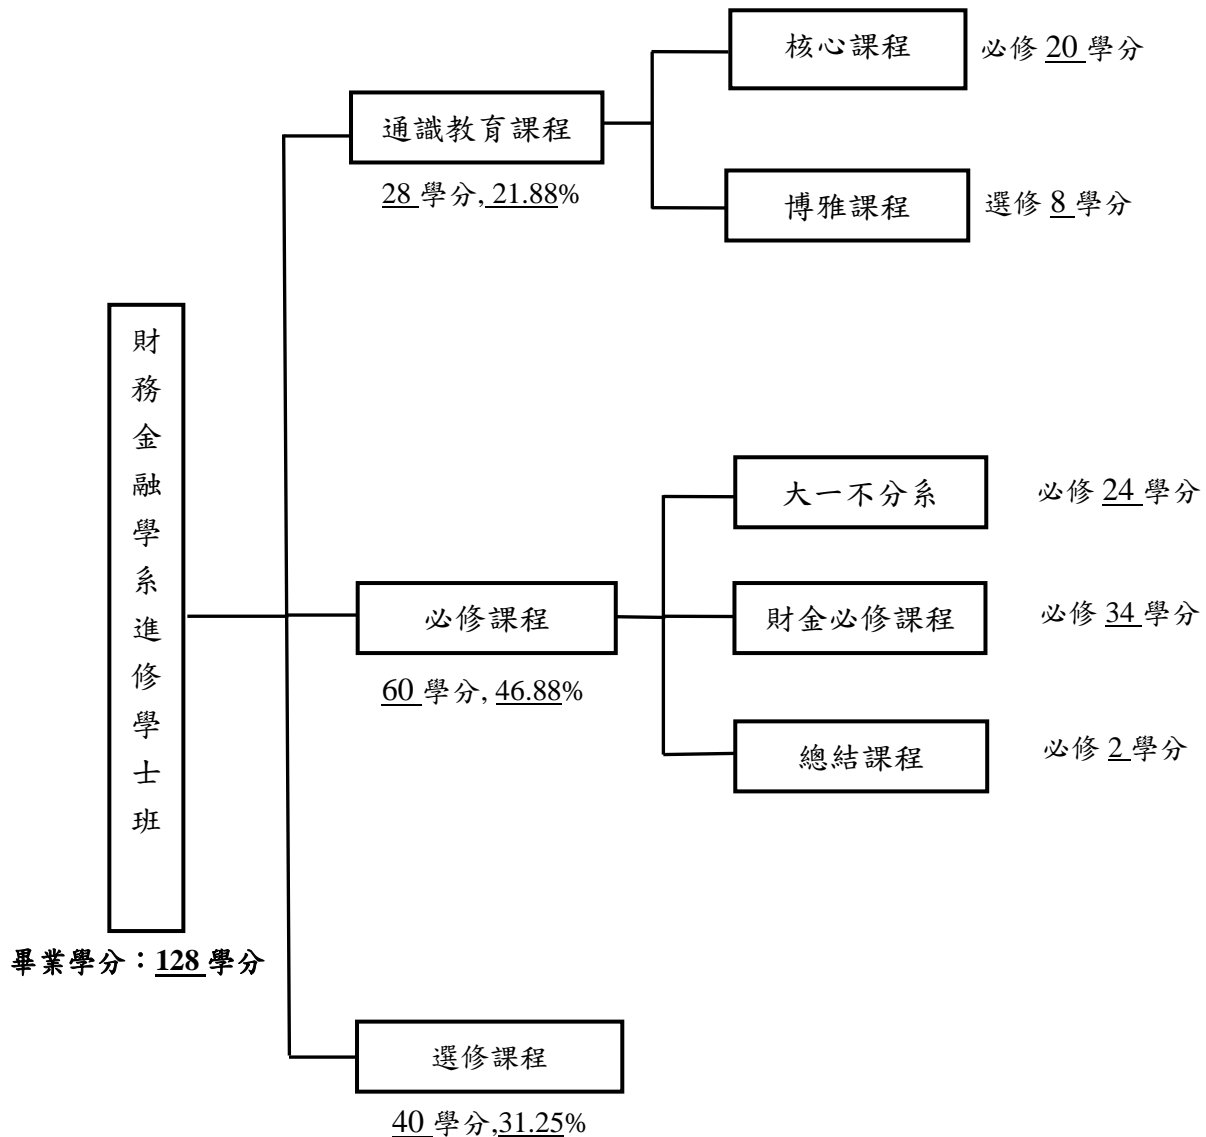 財務金融學系進修學士班
畢業學分：128 學分
通識教育課程
28 學分, 21.88%
核心課程
必修 20 學分
博雅課程
選修 8 學分
必修課程
60 學分, 46.88%
大一不分系
必修 24 學分
財金必修課程
必修 34 學分
總結課程
必修 2 學分
選修課程
40 學分,31.25%